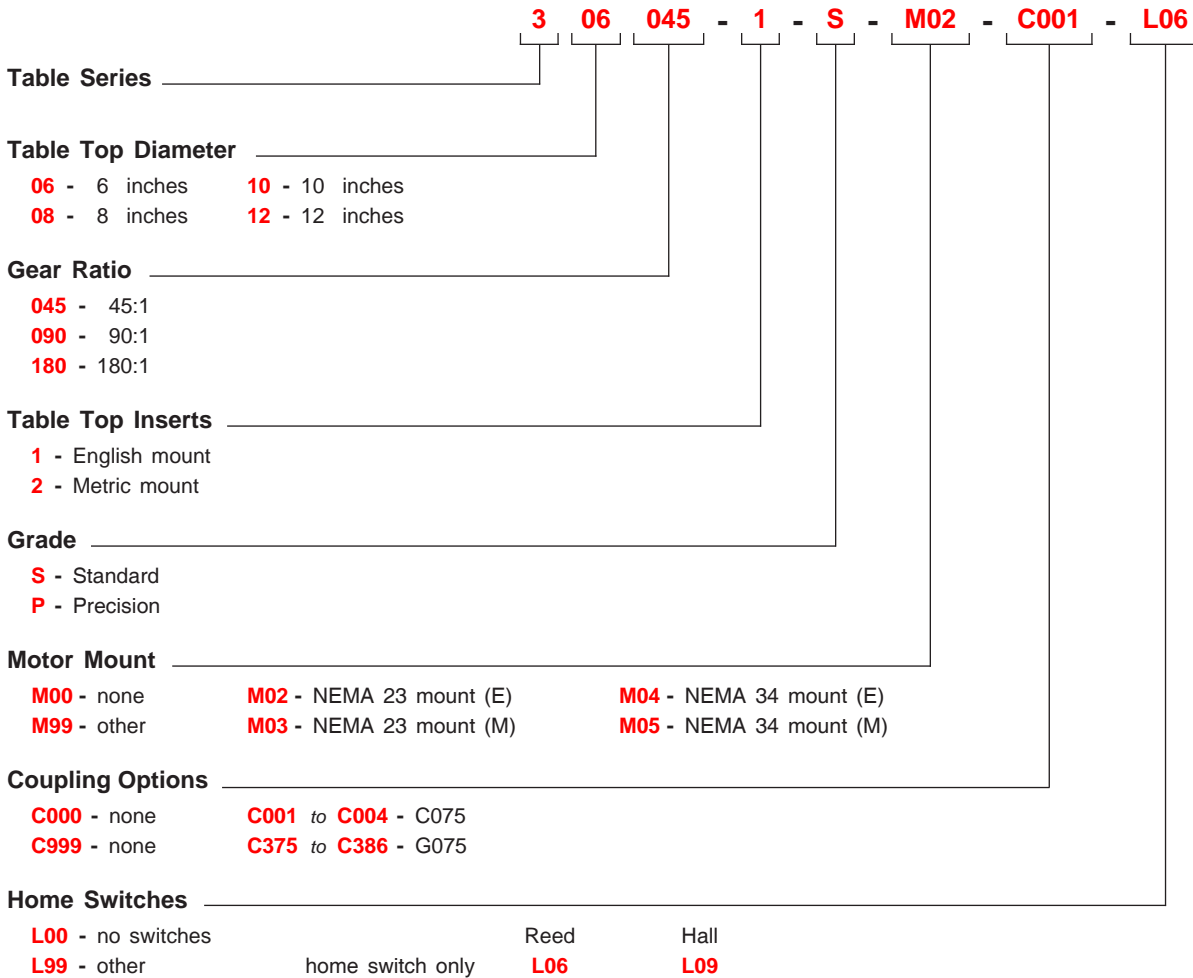 3 06 045 - 1 - S - M02 - C001 - L06
Table Series
Table Top Diameter
06 - 6 inches 10 - 10 inches
08 - 8 inches 12 - 12 inches
Gear Ratio
045 - 45:1
090 - 90:1
180 - 180:1
Table Top Inserts
1 - English mount
2 - Metric mount
Grade
S - Standard
P - Precision
Motor Mount
M00 - none M02 - NEMA 23 mount (E) M04 - NEMA 34 mount (E)
M99 - other M03 - NEMA 23 mount (M) M05 - NEMA 34 mount (M)
Coupling Options
C000 - none C001 to C004 - C075
C999 - none C375 to C386 - G075
Home Switches
L00 - no switches Reed Hall
L99 - other home switch only L06 L09